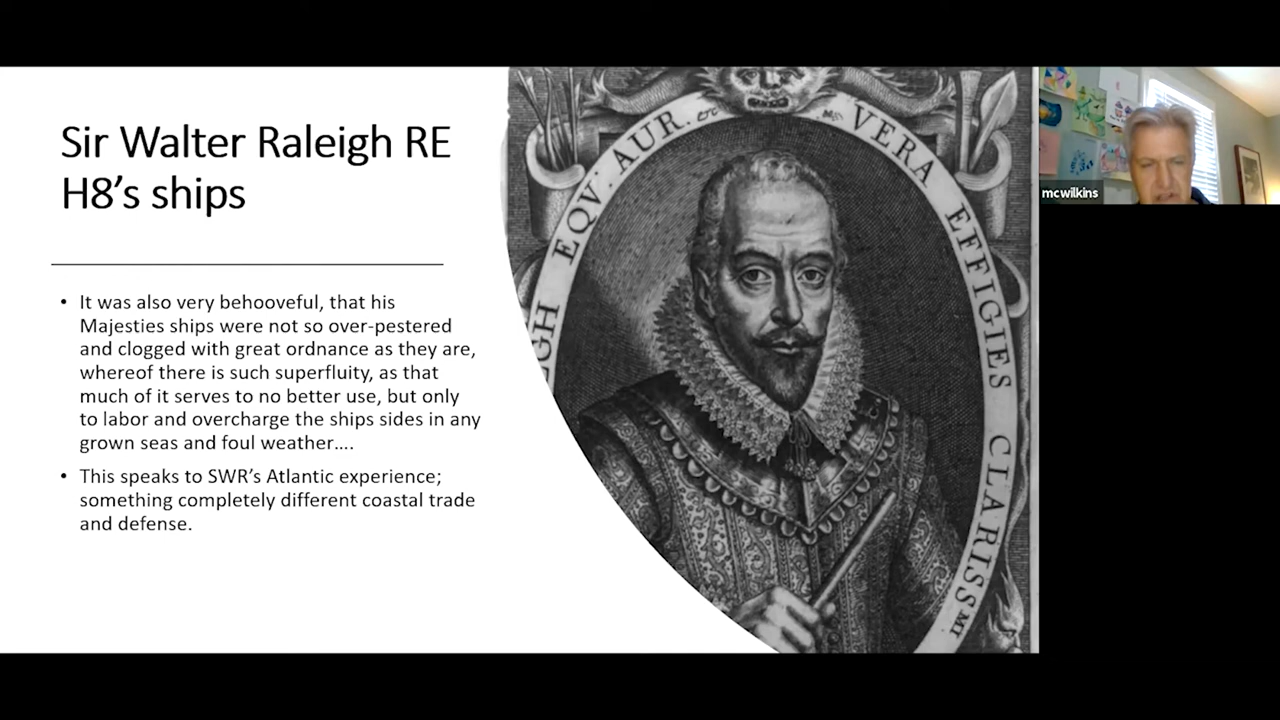 Sir Walter Raleigh RE
H8’s ships
• It was also very behooveful, that his
Majesties ships were not so over-pestered
and clogged with great ordnance as they are,
whereof there is such superfluity, as that
much of it serves to no better use, but only
to labor and overcharge the ships sides in any
grown seas and foul weather….
• This speaks to SWR’s Atlantic experience;
something completely different coastal trade
and defense.
GH EQV. AUR. etc
VERA EFFIGIES CLARISSMI
mcwilkins